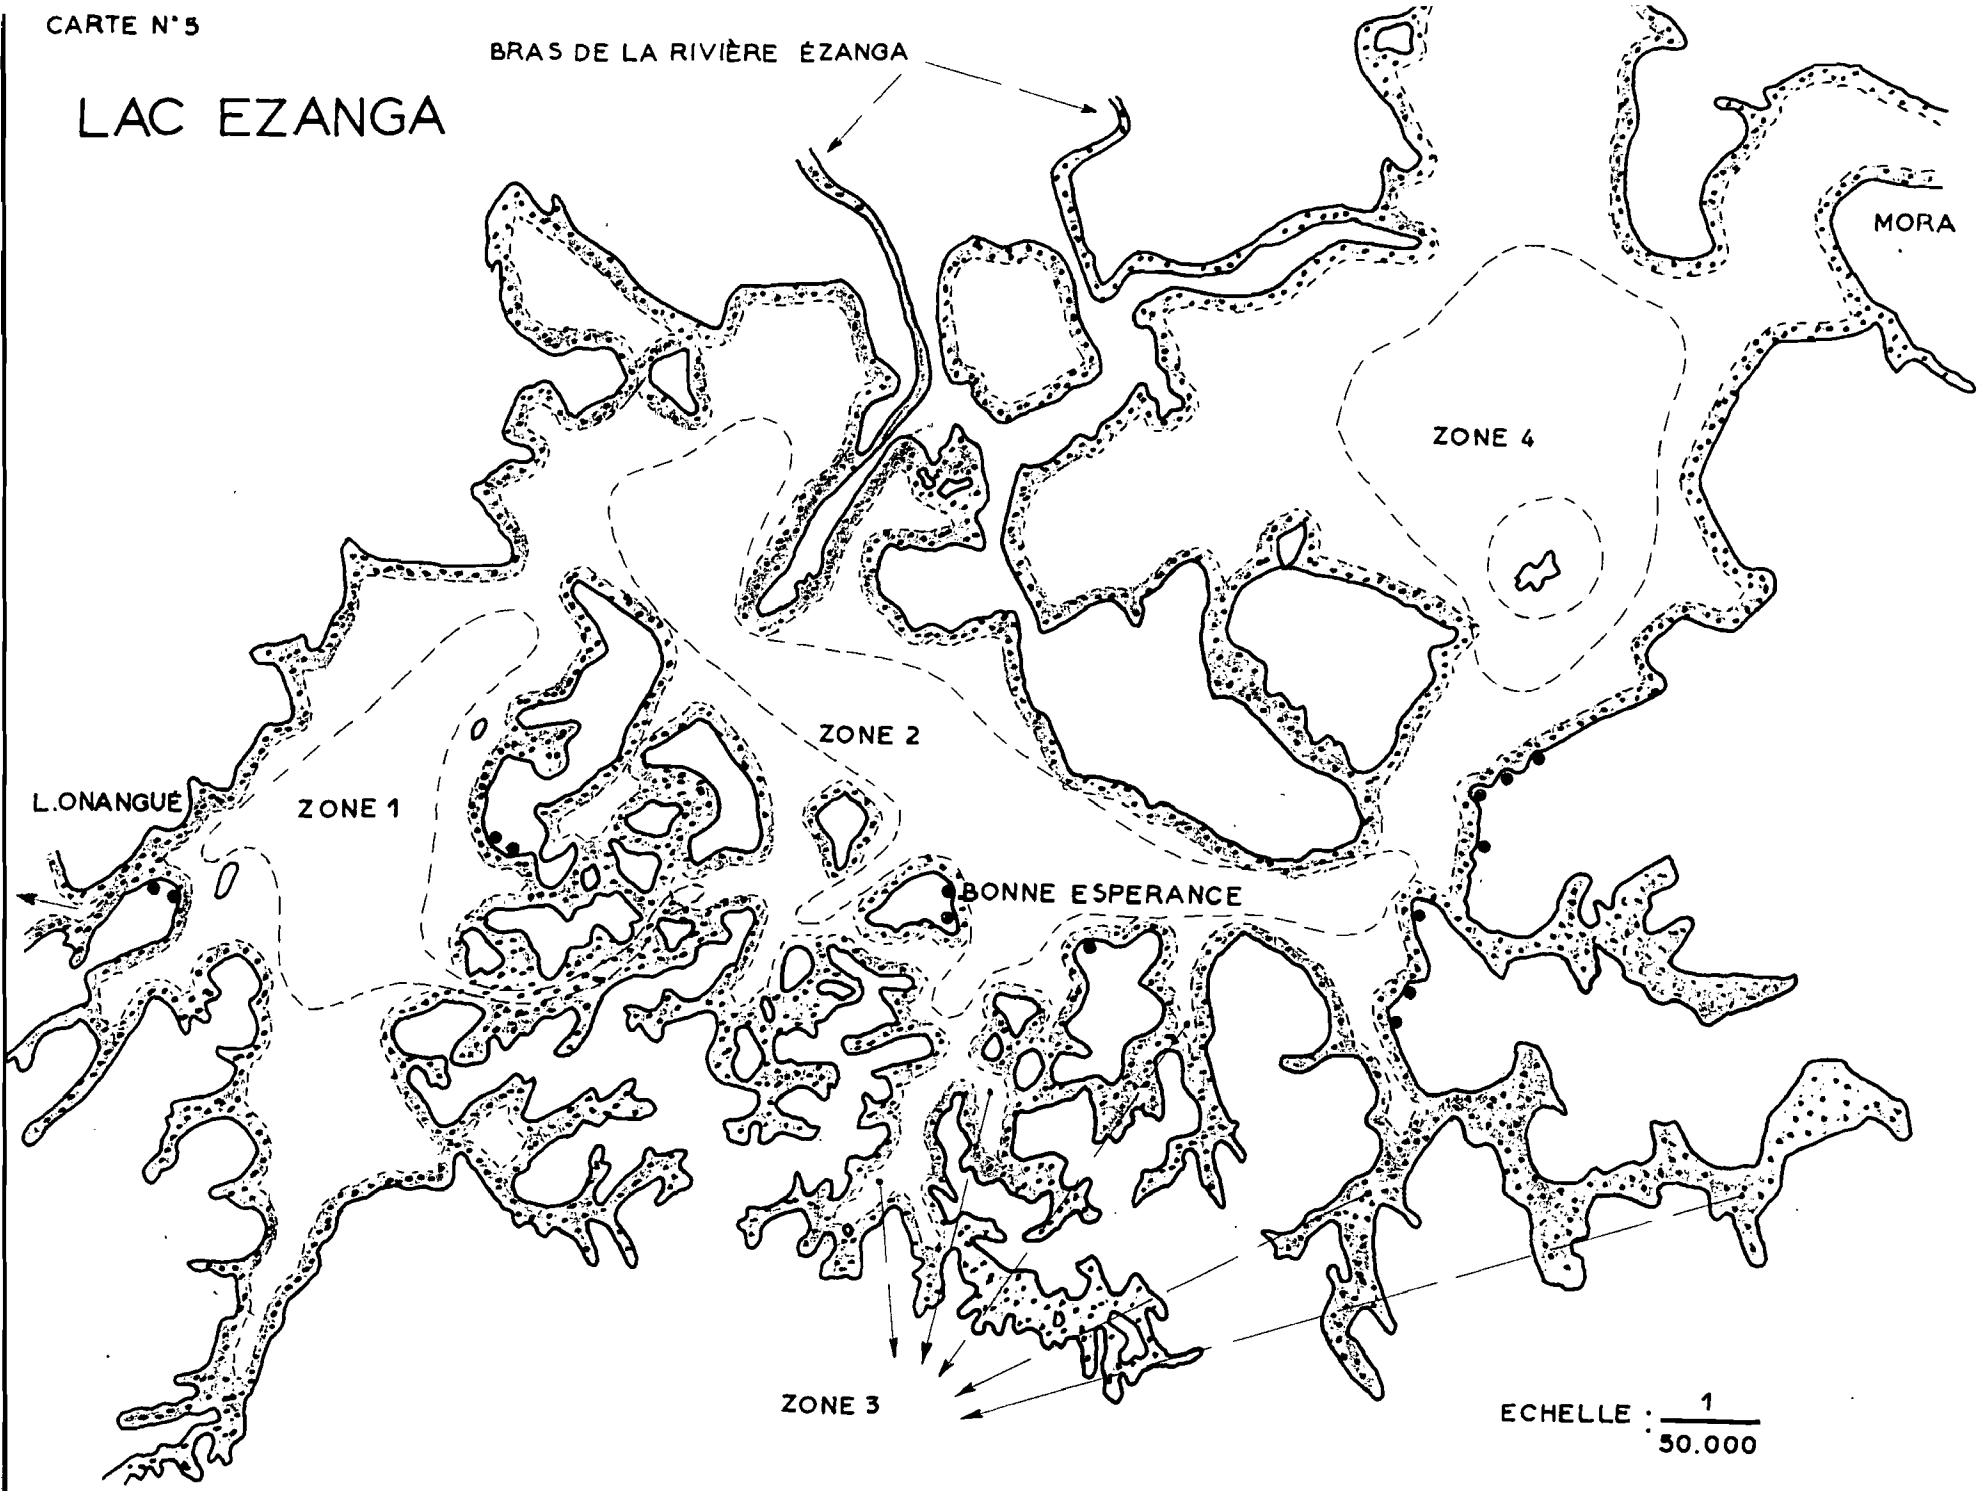 CARTE N°5
BRAS DE LA RIVIÈRE ÉZANGA
LAC EZANGA
MORA
ZONE 4
ZONE 2
L.ONANGUÉ
ZONE 1
BONNE ESPERANCE
ZONE 3
ECHELLE : 1
50.000